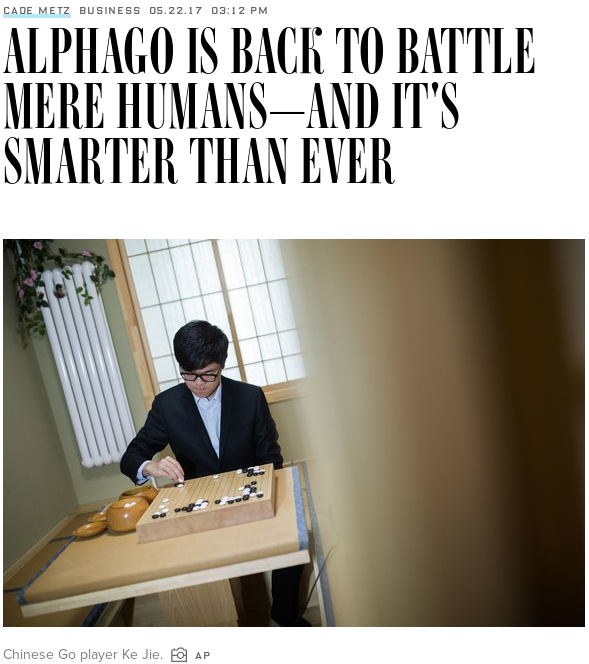 CADE METZ BUSINESS 05.22.17 03:12 PM
ALPHAGO IS BACK TO BATTLE
MERE HUMANS—AND IT'S
SMARTER THAN EVER
Chinese Go player Ke Jie. AP